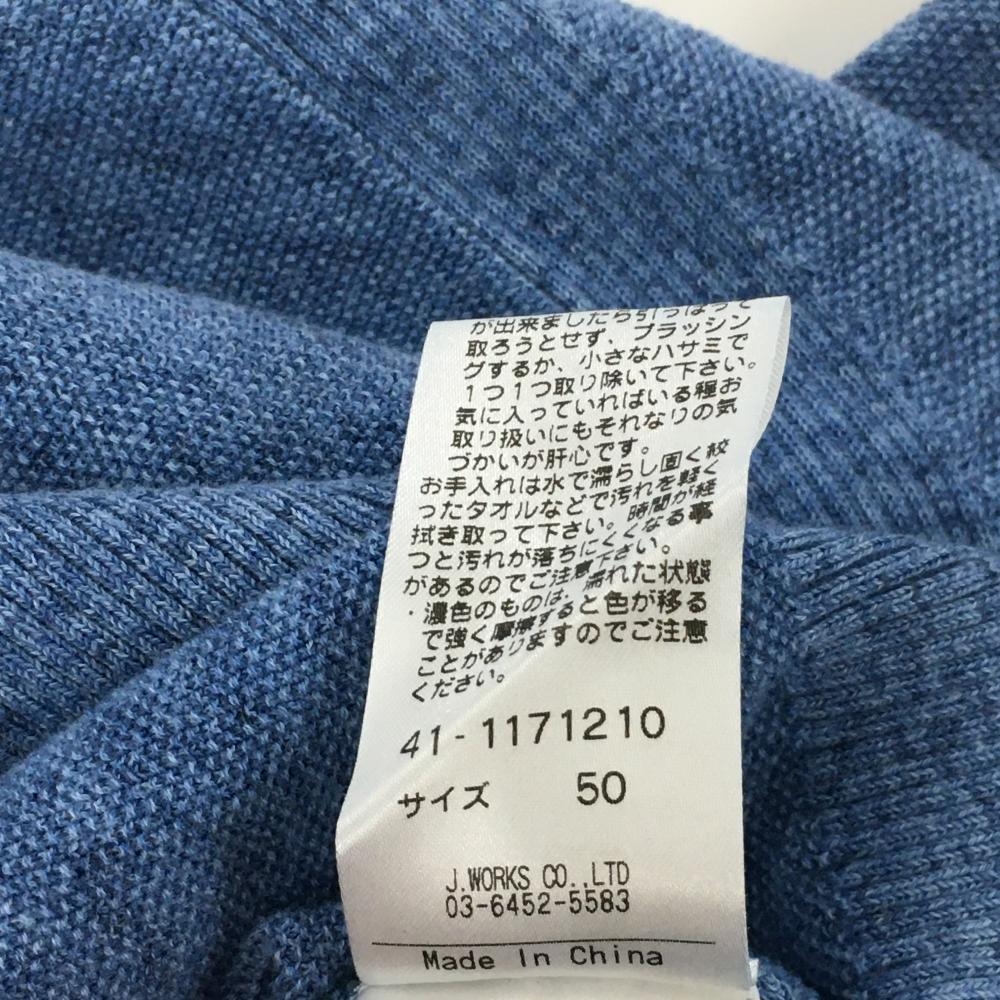 が出来ましたら引っぱって
取ろうとせず、ブラッシン
グするか、小さなハサミで
1つ1つ取り除いて下さい。
気に入っていればいる程お
取り扱いにもそれなりの気
づかいが肝心です。
お手入れは水で濡らし固く絞
ったタオルなどで汚れを軽く
拭き取って下さい。時間が経
つと汚れが落ちにくくなる事
があるのでご注意下さい。
・濃色のものは、濡れた状態
で強く摩擦すると色が移る
ことがありますのでご注意
ください。
41-1171210
サイズ 50
J.WORKS CO.,LTD
03-6452-5583
Made In China